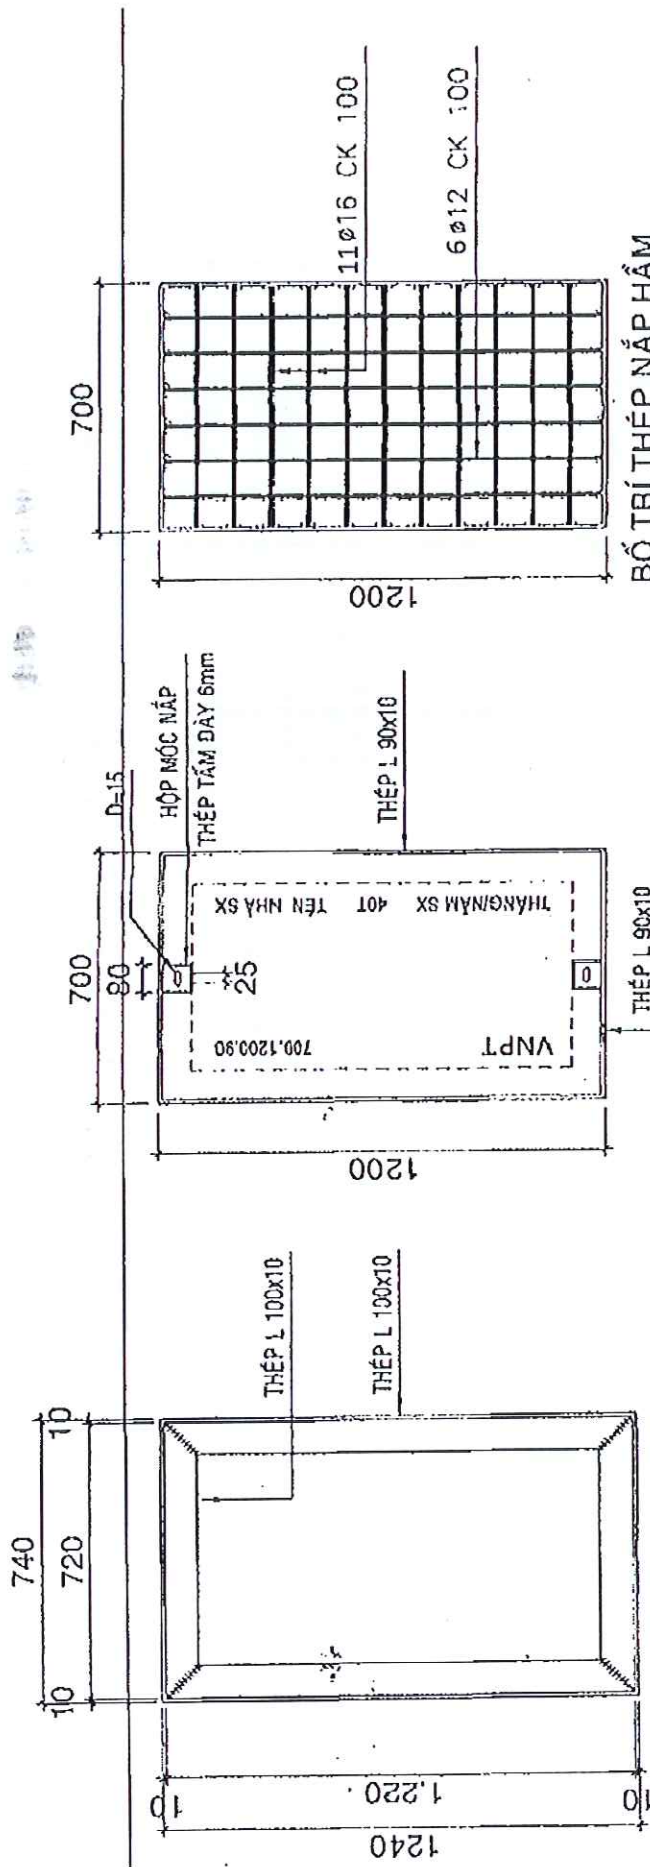 700
1200
11ø16 CK 100
6ø12 CK 100
BỐ TRÍ THÉP NẮP HẦM
D=15
700
80
25
HỘP MÓC NẮP
THÉP TẤM DÀY 6mm
THÉP L 90x10
THÉP L 90x10
1200
VNPT
700.1200.90
THÁNG/NĂM SX 40T TÊN NHÀ SX
740
10
720
10
THÉP L 100x10
THÉP L 100x10
10
1.220
10
1240